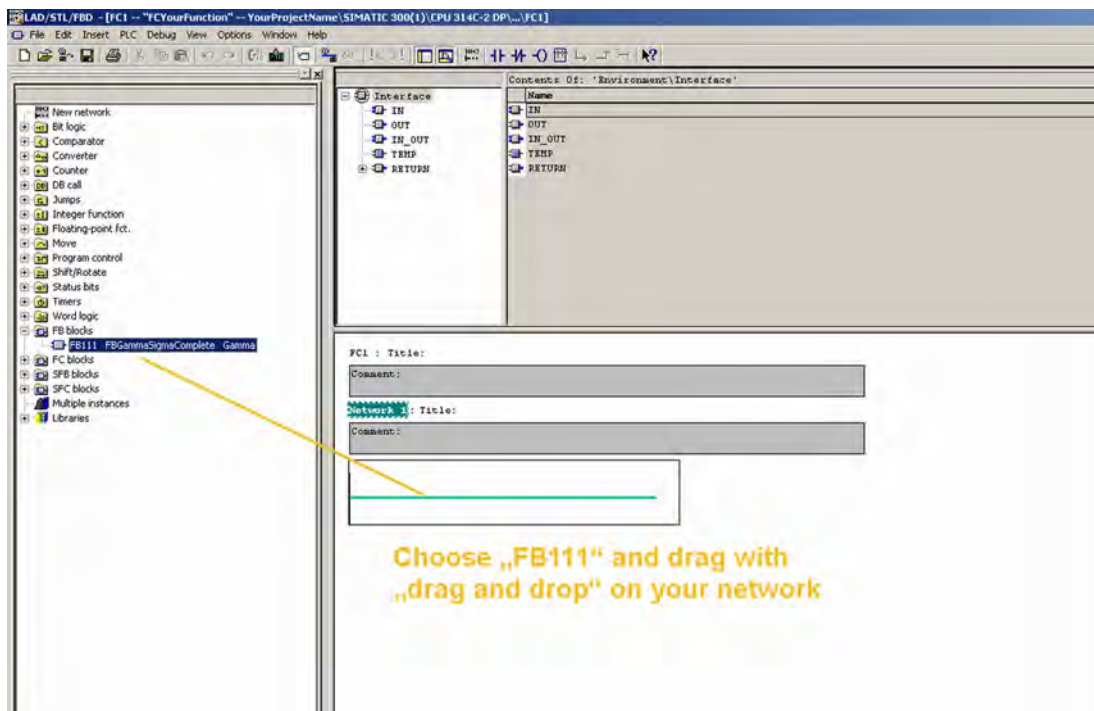 LAD/STL/FBD - [FC1 -- "FCYourFunction" -- YourProjectName\SIMATIC 300(1)\CPU 314C-2 DP\...\FC1]
File Edit Insert PLC Debug View Options Window Help
New network
Bit logic
Comparator
Converter
Counter
DB call
Jumps
Integer function
Floating-point fct.
Move
Program control
Shift/Rotate
Status bits
Timers
Word logic
FB blocks
FB111 FBGammaSigmaComplete Gamma
FC blocks
SFB blocks
SFC blocks
Multiple instances
Libraries
Interface
IN
OUT
IN_OUT
TEMP
RETURN
Contents Of: 'Environment\Interface'
Name
IN
OUT
IN_OUT
TEMP
RETURN
FC1 : Title:
Comment:
Network 1: Title:
Comment:
Choose „FB111“ and drag with
„drag and drop“ on your network